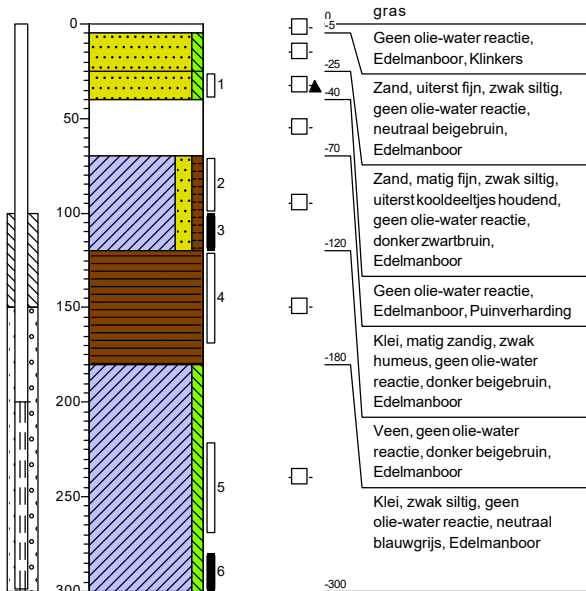 gras
0
-5
Geen olie-water reactie,
Edelmanboor, Klinkers
-25
Zand, uiterst fijn, zwak siltig,
geen olie-water reactie,
neutraal beigebruin,
Edelmanboor
-40
Zand, matig fijn, zwak siltig,
uiterst kooldeeltjes houdend,
geen olie-water reactie,
donker zwartbruin,
Edelmanboor
-70
Geen olie-water reactie,
Edelmanboor, Puinverharding
-120
Klei, matig zandig, zwak
humeus, geen olie-water
reactie, donker beigebruin,
Edelmanboor
-180
Veen, geen olie-water
reactie, donker beigebruin,
Edelmanboor
Klei, zwak siltig, geen
olie-water reactie, neutraal
blauwgrijs, Edelmanboor
-300
0
50
100
150
200
250
300
1
2
3
4
5
6